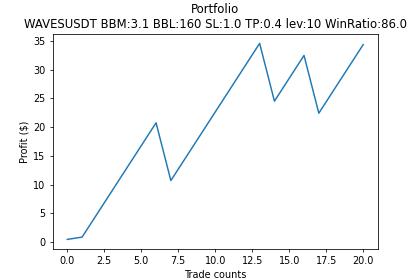 Portfolio
WAVESUSDT BBM:3.1 BBL:160 SL:1.0 TP:0.4 lev:10 WinRatio:86.0
35
30
25
20
15
10
5
0
Profit ($)
0.0 2.5 5.0 7.5 10.0 12.5 15.0 17.5 20.0
Trade counts